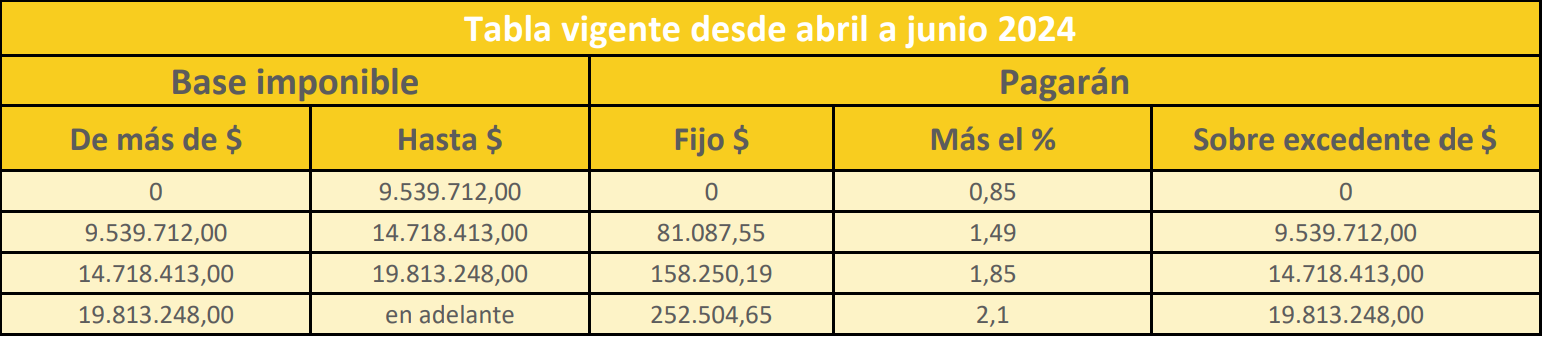 Tabla vigente desde abril a junio 2024
Base imponible Pagarán
De más de $ Hasta $ Fijo $ Más el % Sobre excedente de $
0 9.539.712,00 0 0,85 0
9.539.712,00 14.718.413,00 81.087,55 1,49 9.539.712,00
14.718.413,00 19.813.248,00 158.250,19 1,85 14.718.413,00
19.813.248,00 en adelante 252.504,65 2,1 19.813.248,00